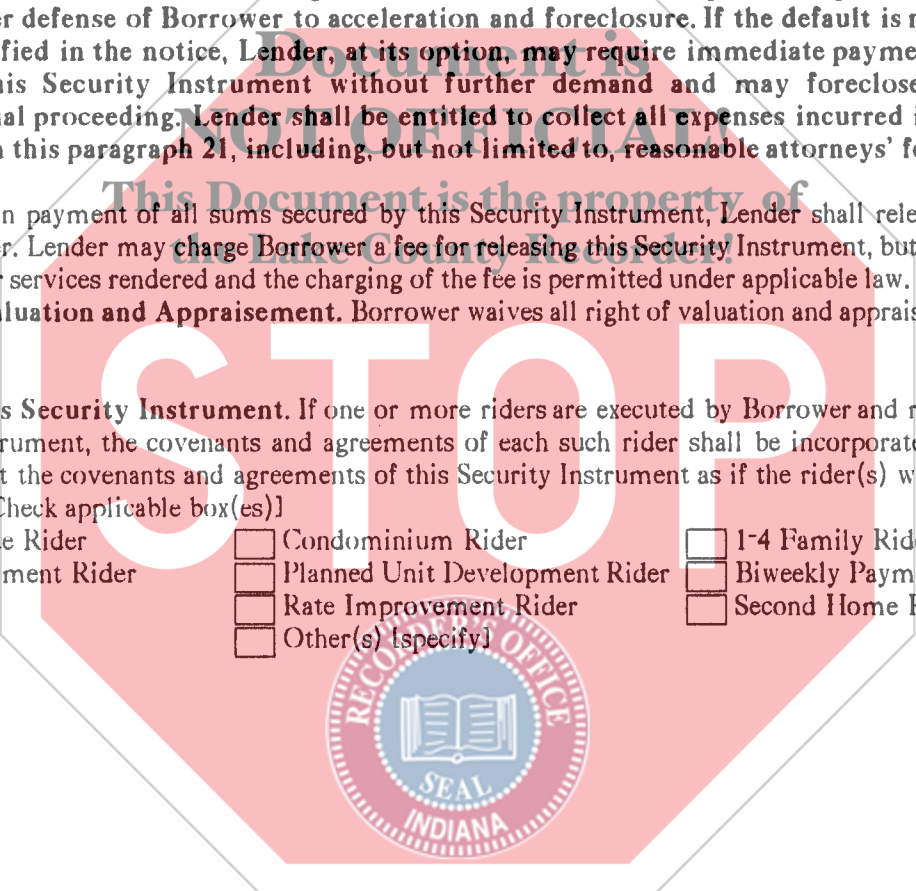 er defense of Borrower to acceleration and foreclosure. If the default is
fied in the notice, Lender, at its option, may require immediate payme
his Security Instrument without further demand and may foreclose
ial proceeding. Lender shall be entitled to collect all expenses incurred
this paragraph 21, including, but not limited to, reasonable attorneys' f
Document is
NOT OFFICIAL!
This Document is the property of
the Lake County Recorder!
n payment of all sums secured by this Security Instrument, Lender shall rele
r. Lender may charge Borrower a fee for releasing this Security Instrument, but
r services rendered and the charging of the fee is permitted under applicable law.
luation and Appraisement. Borrower waives all right of valuation and apprais
STOP
s Security Instrument. If one or more riders are executed by Borrower and r
trument, the covenants and agreements of each such rider shall be incorporate
t the covenants and agreements of this Security Instrument as if the rider(s) w
Check applicable box(es)]
e Rider Condominium Rider 1-4 Family Rid
ment Rider Planned Unit Development Rider Biweekly Paym
Rate Improvement Rider Second Home
Other(s) [specify]
RECORDER'S OFFICE
SEAL
INDIANA